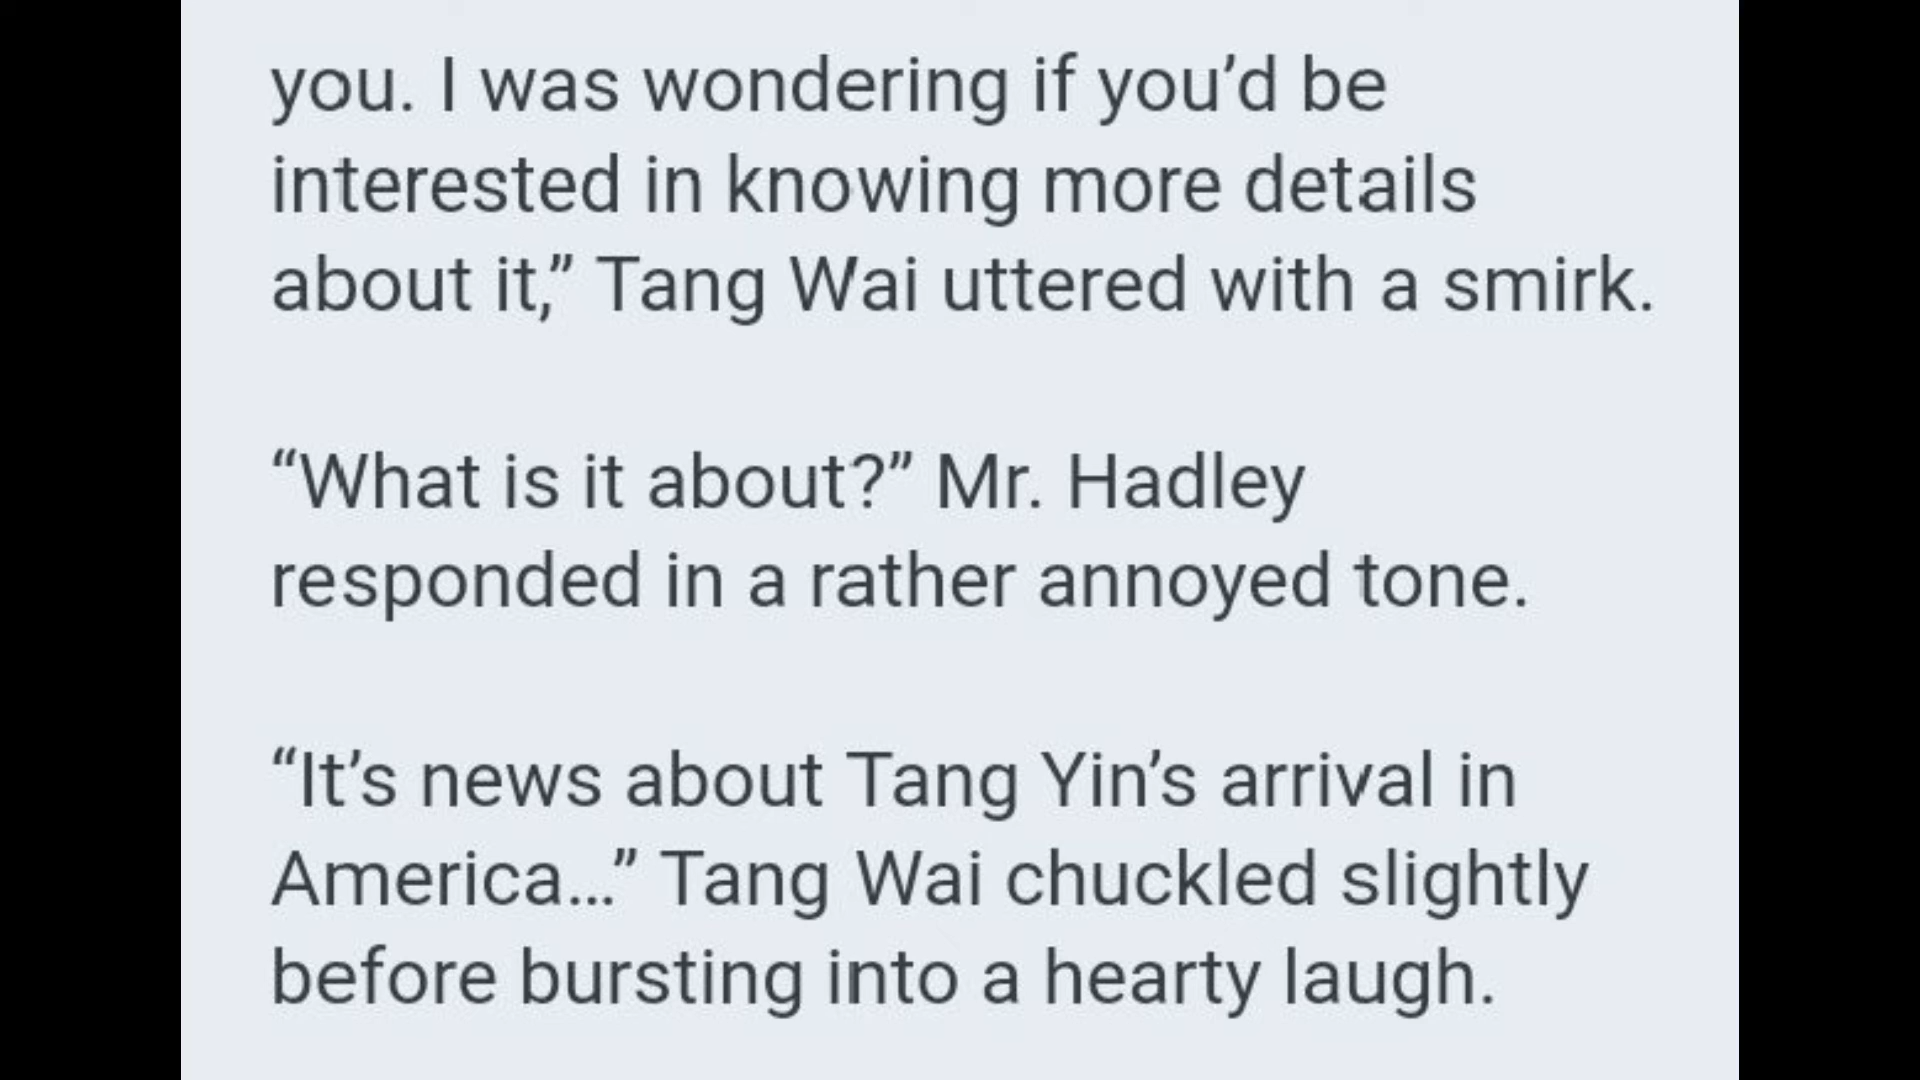 you. I was wondering if you’d be
interested in knowing more details
about it,” Tang Wai uttered with a smirk.
“What is it about?” Mr. Hadley
responded in a rather annoyed tone.
“It’s news about Tang Yin’s arrival in
America…” Tang Wai chuckled slightly
before bursting into a hearty laugh.